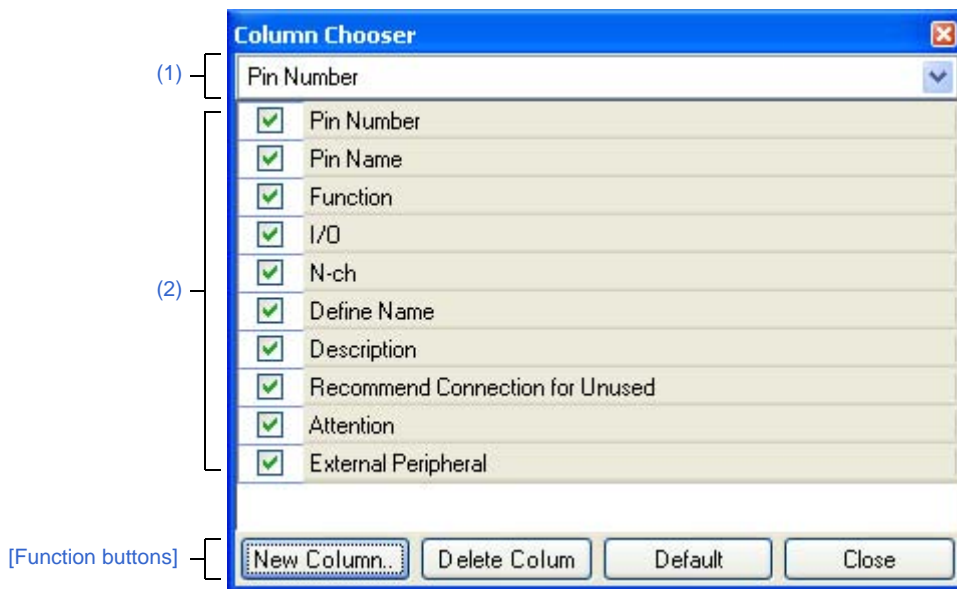 Column Chooser
(1)
Pin Number
(2)
Pin Number
Pin Name
Function
I/O
N-ch
Define Name
Description
Recommend Connection for Unused
Attention
External Peripheral
[Function buttons]
New Column.. Delete Colum Default Close